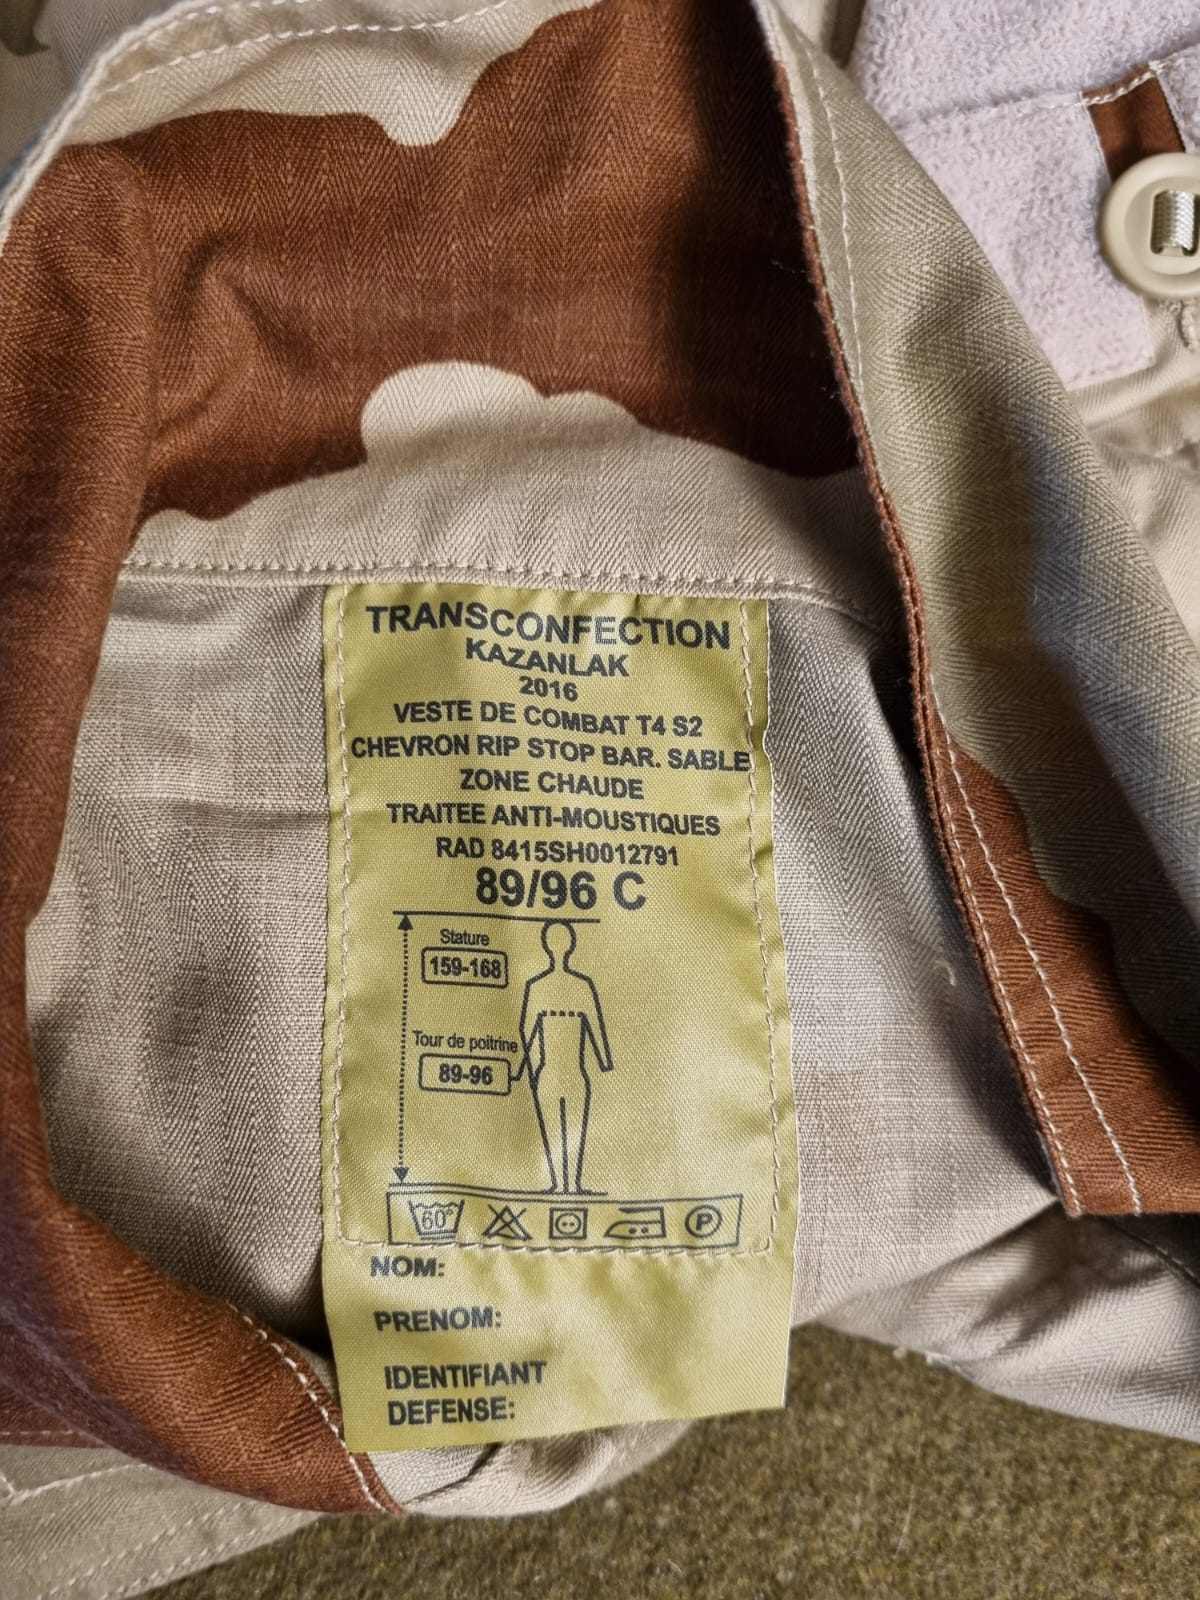 TRANSCONFECTION
KAZANLAK
2016
VESTE DE COMBAT T4 S2
CHEVRON RIP STOP BAR. SABLE
ZONE CHAUDE
TRAITEE ANTI-MOUSTIQUES
RAD 8415SH0012791
89/96 C
Stature
159-168
Tour de poitrine
89-96
60° P
NOM:
PRENOM:
IDENTIFIANT
DEFENSE: